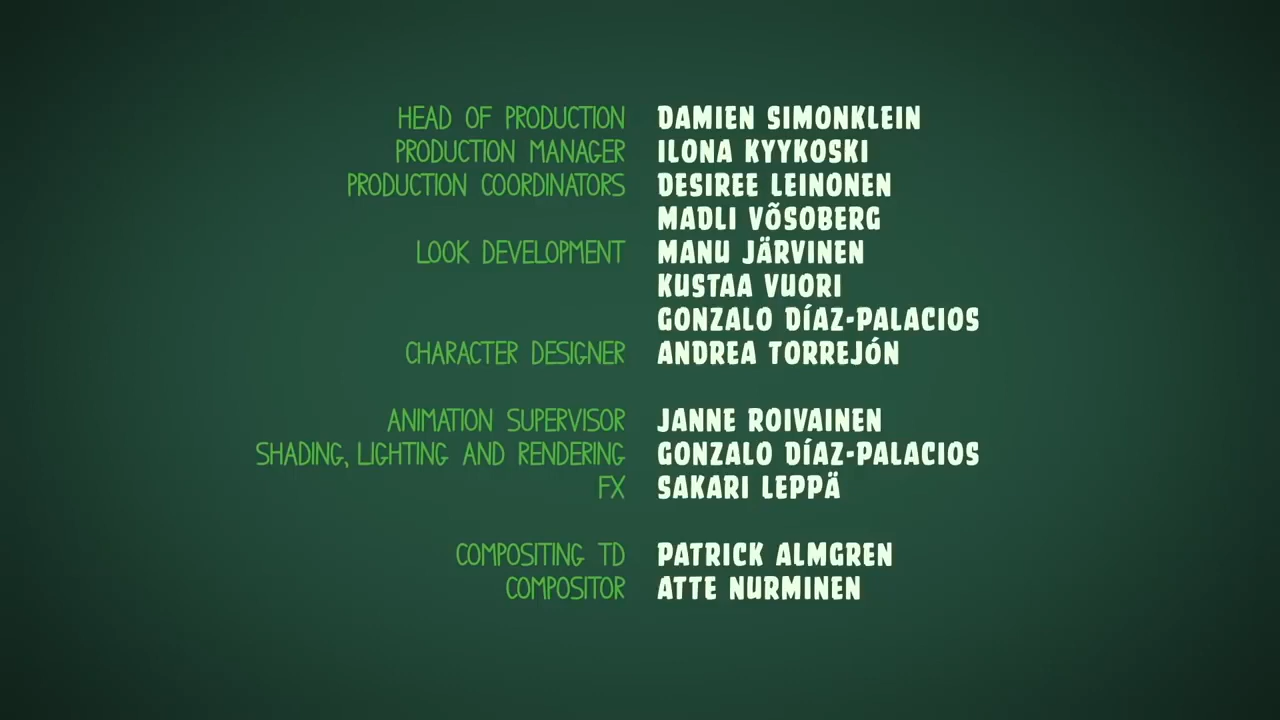 HEAD OF PRODUCTION DAMIEN SIMONKLEIN
PRODUCTION MANAGER ILONA KYYKOSKI
PRODUCTION COORDINATORS DESIREE LEINONEN
MADLI VÕSOBERG
LOOK DEVELOPMENT MANU JÄRVINEN
KUSTAA VUORI
GONZALO DÍAZ-PALACIOS
CHARACTER DESIGNER ANDREA TORREJÓN
ANIMATION SUPERVISOR JANNE ROIVAINEN
SHADING, LIGHTING AND RENDERING GONZALO DÍAZ-PALACIOS
FX SAKARI LEPPÄ
COMPOSITING TD PATRICK ALMGREN
COMPOSITOR ATTE NURMINEN